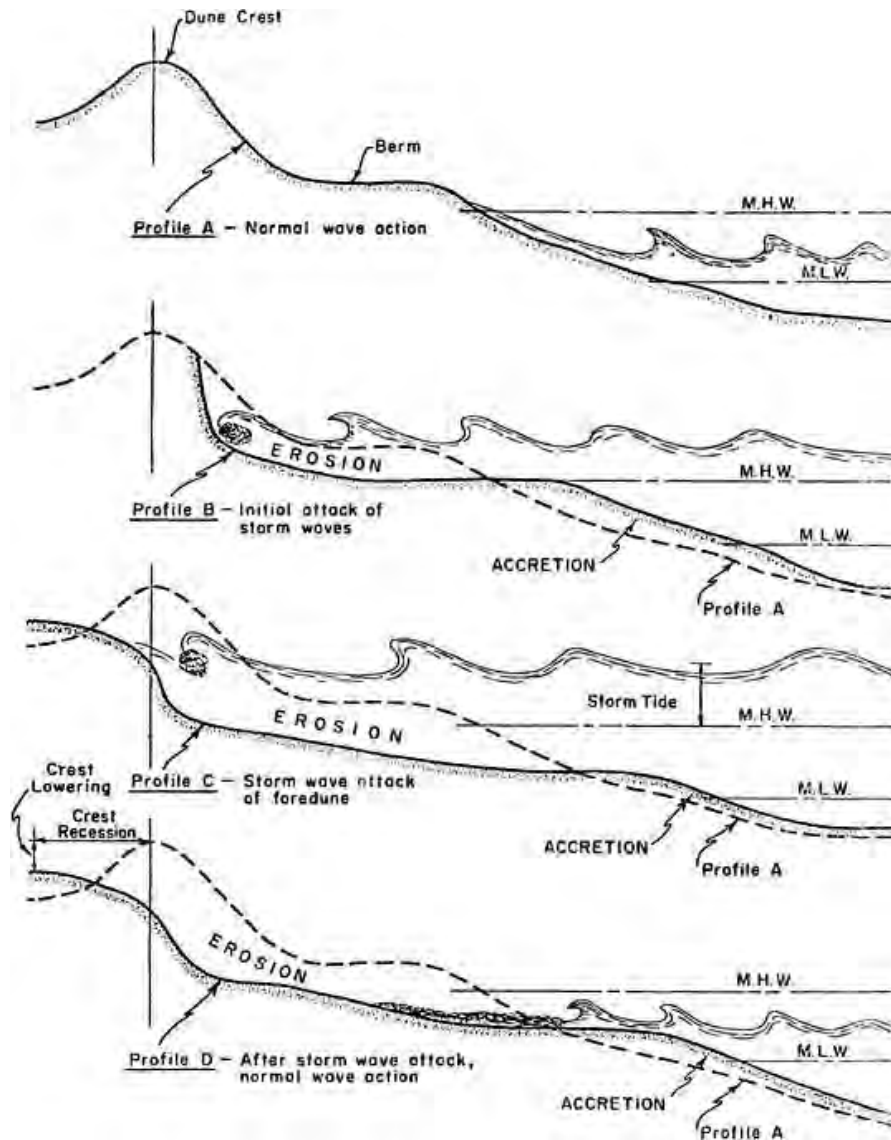 Dune Crest
Berm
M.H.W.
Profile A – Normal wave action
M.L.W.
EROSION
M.H.W.
Profile B – Initial attack of
storm waves
M.L.W.
ACCRETION
Profile A
Storm Tide
EROSION
M.H.W.
Crest
Lowering
Profile C – Storm wave attack
of foredune
M.L.W.
Crest
Recession
ACCRETION
Profile A
EROSION
M.H.W.
Profile D – After storm wave attack,
normal wave action
M.L.W.
ACCRETION
Profile A